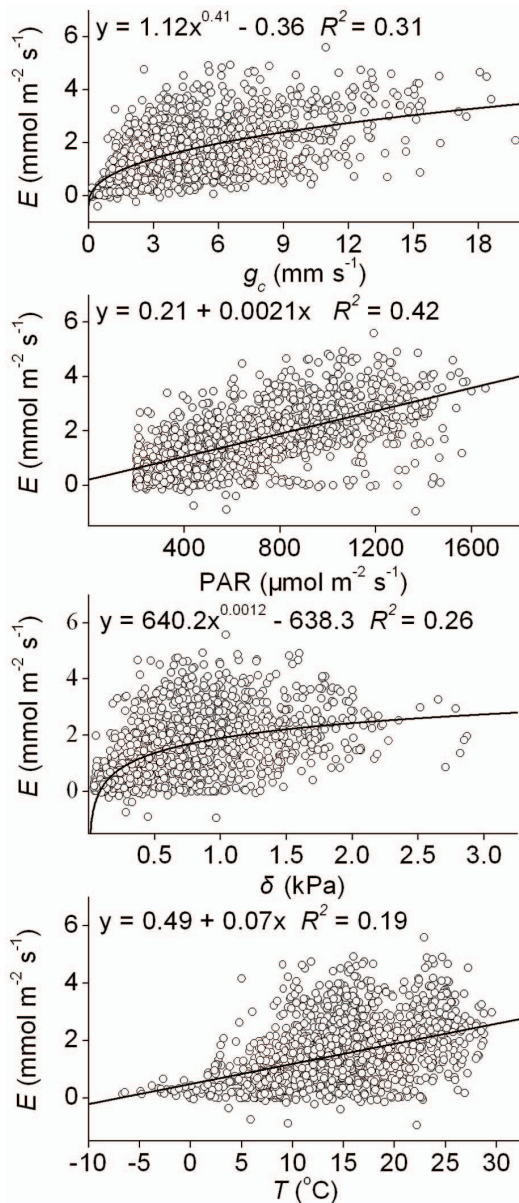 y = 1.12x^0.41 - 0.36 R² = 0.31
6
4
2
0
E (mmol m⁻² s⁻¹)
0 3 6 9 12 15 18
g_c (mm s⁻¹)
y = 0.21 + 0.0021x R² = 0.42
6
4
2
0
E (mmol m⁻² s⁻¹)
400 800 1200 1600
PAR (μmol m⁻² s⁻¹)
y = 640.2x^0.0012 - 638.3 R² = 0.26
6
4
2
0
E (mmol m⁻² s⁻¹)
0.5 1.0 1.5 2.0 2.5 3.0
δ (kPa)
y = 0.49 + 0.07x R² = 0.19
6
4
2
0
E (mmol m⁻² s⁻¹)
-10 -5 0 5 10 15 20 25 30
T (°C)